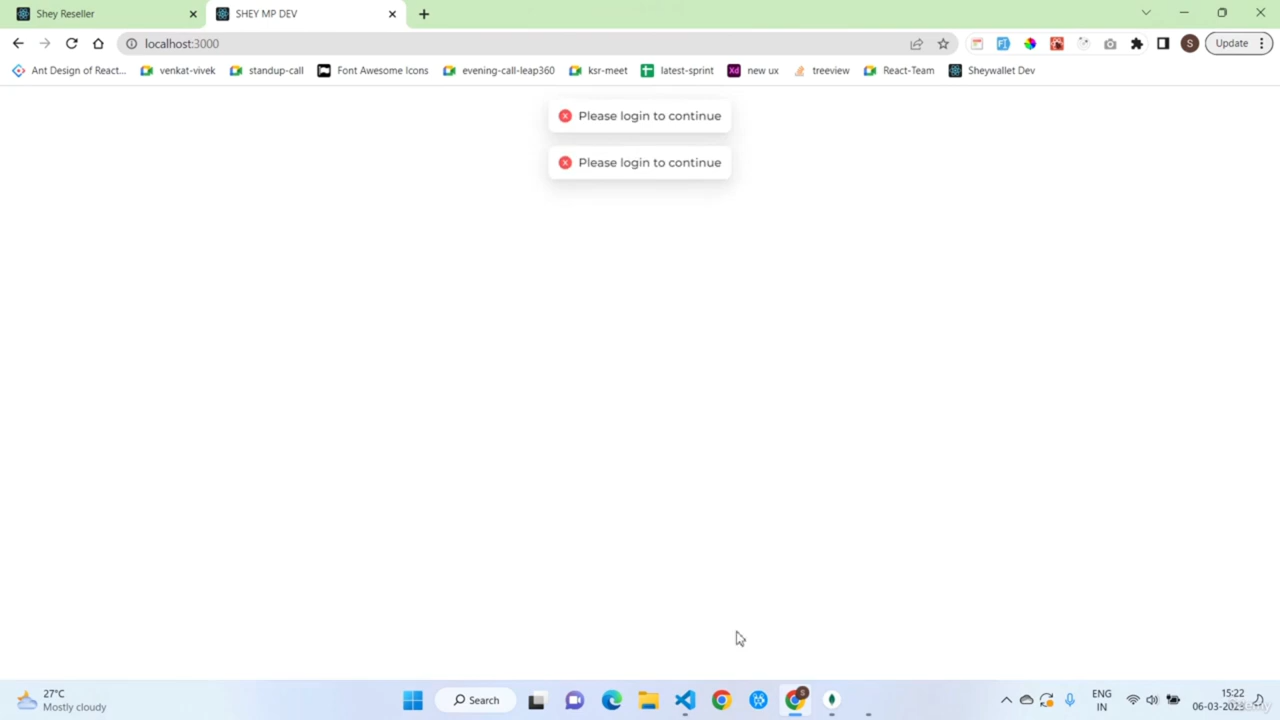 Shey Reseller
SHEY MP DEV
localhost:3000
S
Update
Ant Design of React...
venkat-vivek
standup-call
Font Awesome Icons
evening-call-leap360
ksr-meet
latest-sprint
Xd
new ux
treeview
React-Team
Sheywallet Dev
Please login to continue
Please login to continue
27°C
Mostly cloudy
Search
ENG
IN
15:22
06-03-2023